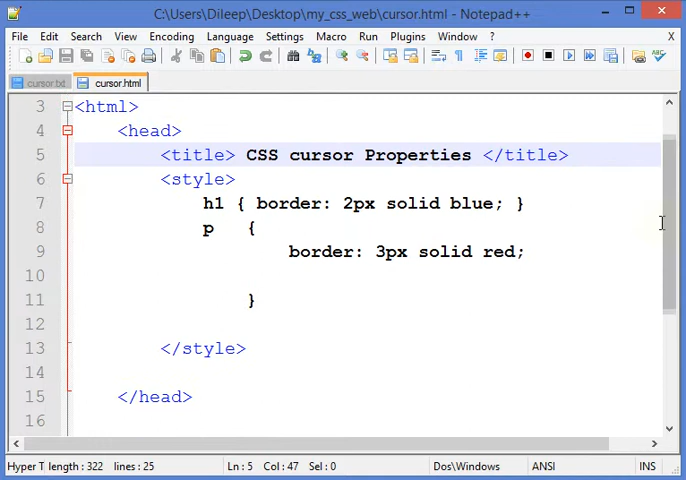 C:\Users\Dileep\Desktop\my_css_web\cursor.html - Notepad++
File Edit Search View Encoding Language Settings Macro Run Plugins Window ? X
cursor.txt cursor.html
3 <html>
4 <head>
5 <title> CSS cursor Properties </title>
6 <style>
7 h1 { border: 2px solid blue; }
8 p {
9 border: 3px solid red;
10
11 }
12
13 </style>
14
15 </head>
16
Hyper T length : 322 lines : 25 Ln : 5 Col : 47 Sel : 0 Dos\Windows ANSI INS